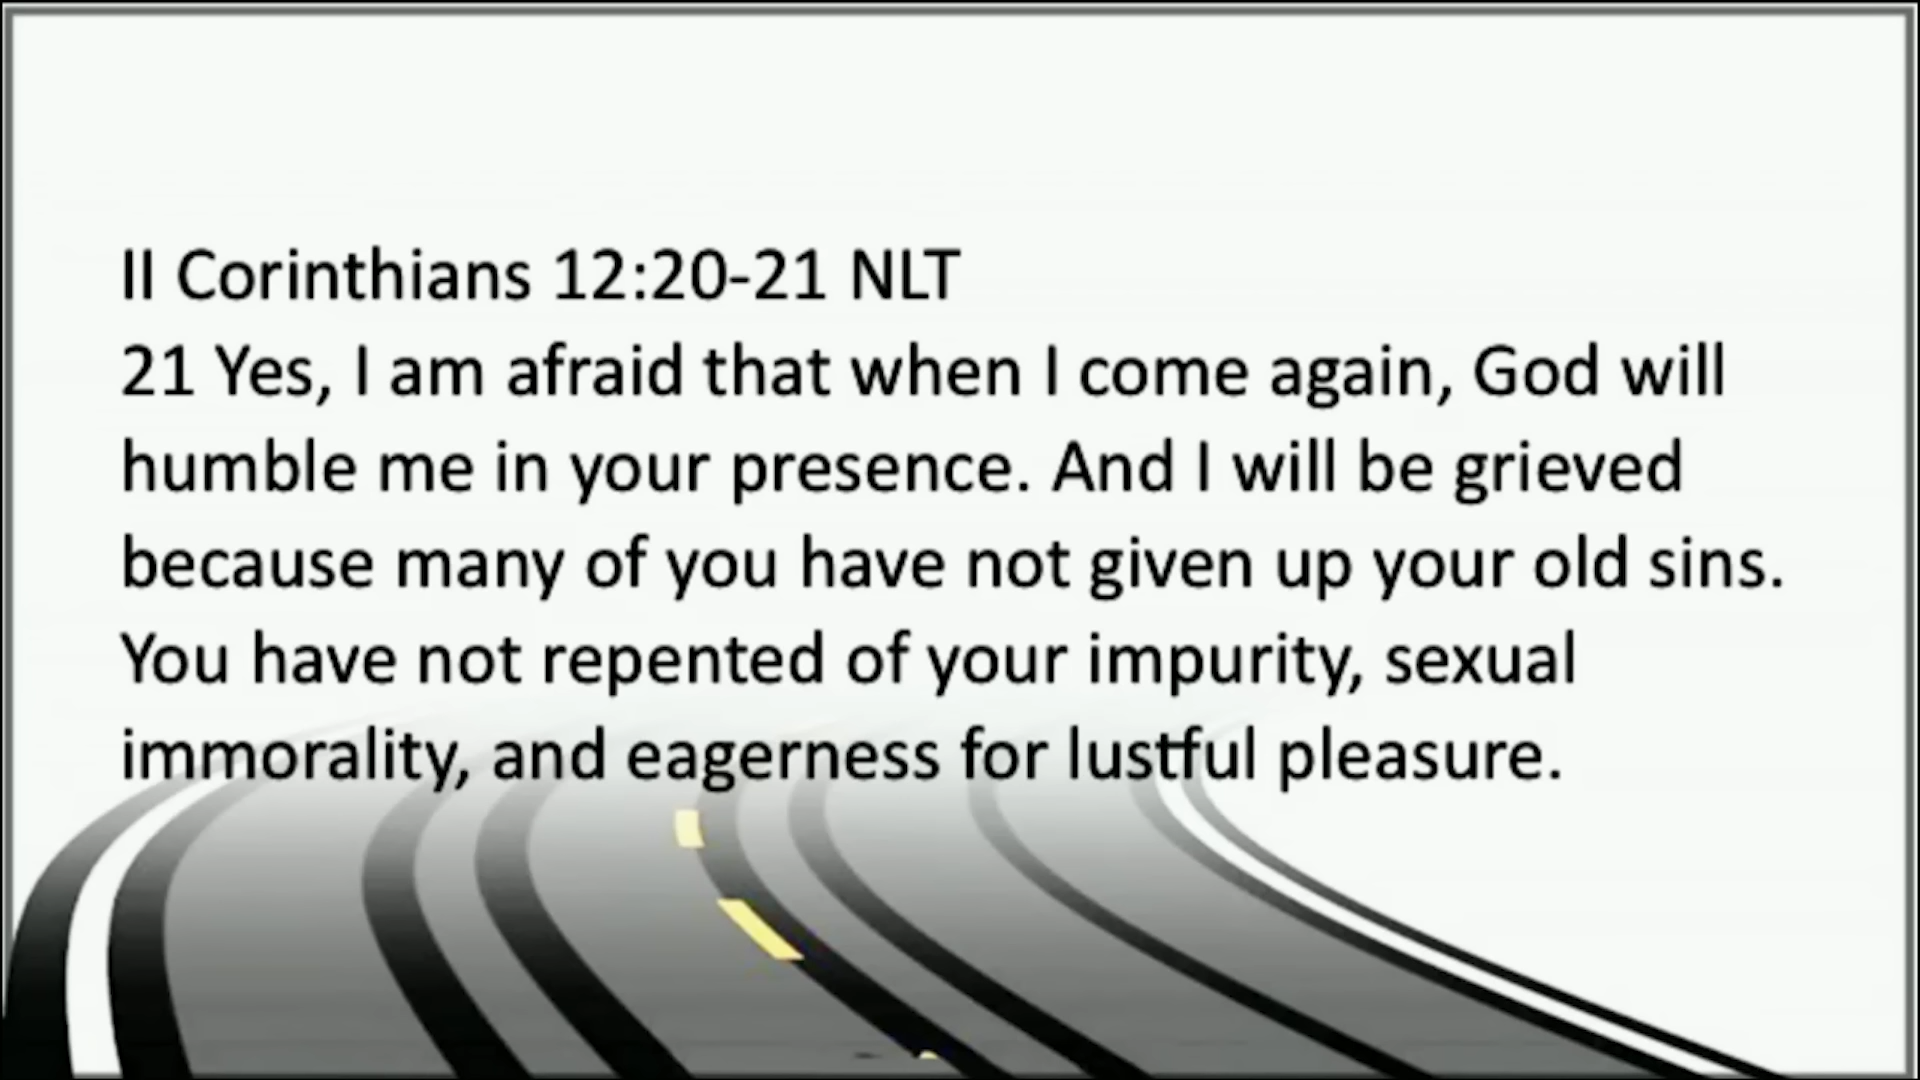 II Corinthians 12:20-21 NLT
21 Yes, I am afraid that when I come again, God will
humble me in your presence. And I will be grieved
because many of you have not given up your old sins.
You have not repented of your impurity, sexual
immorality, and eagerness for lustful pleasure.